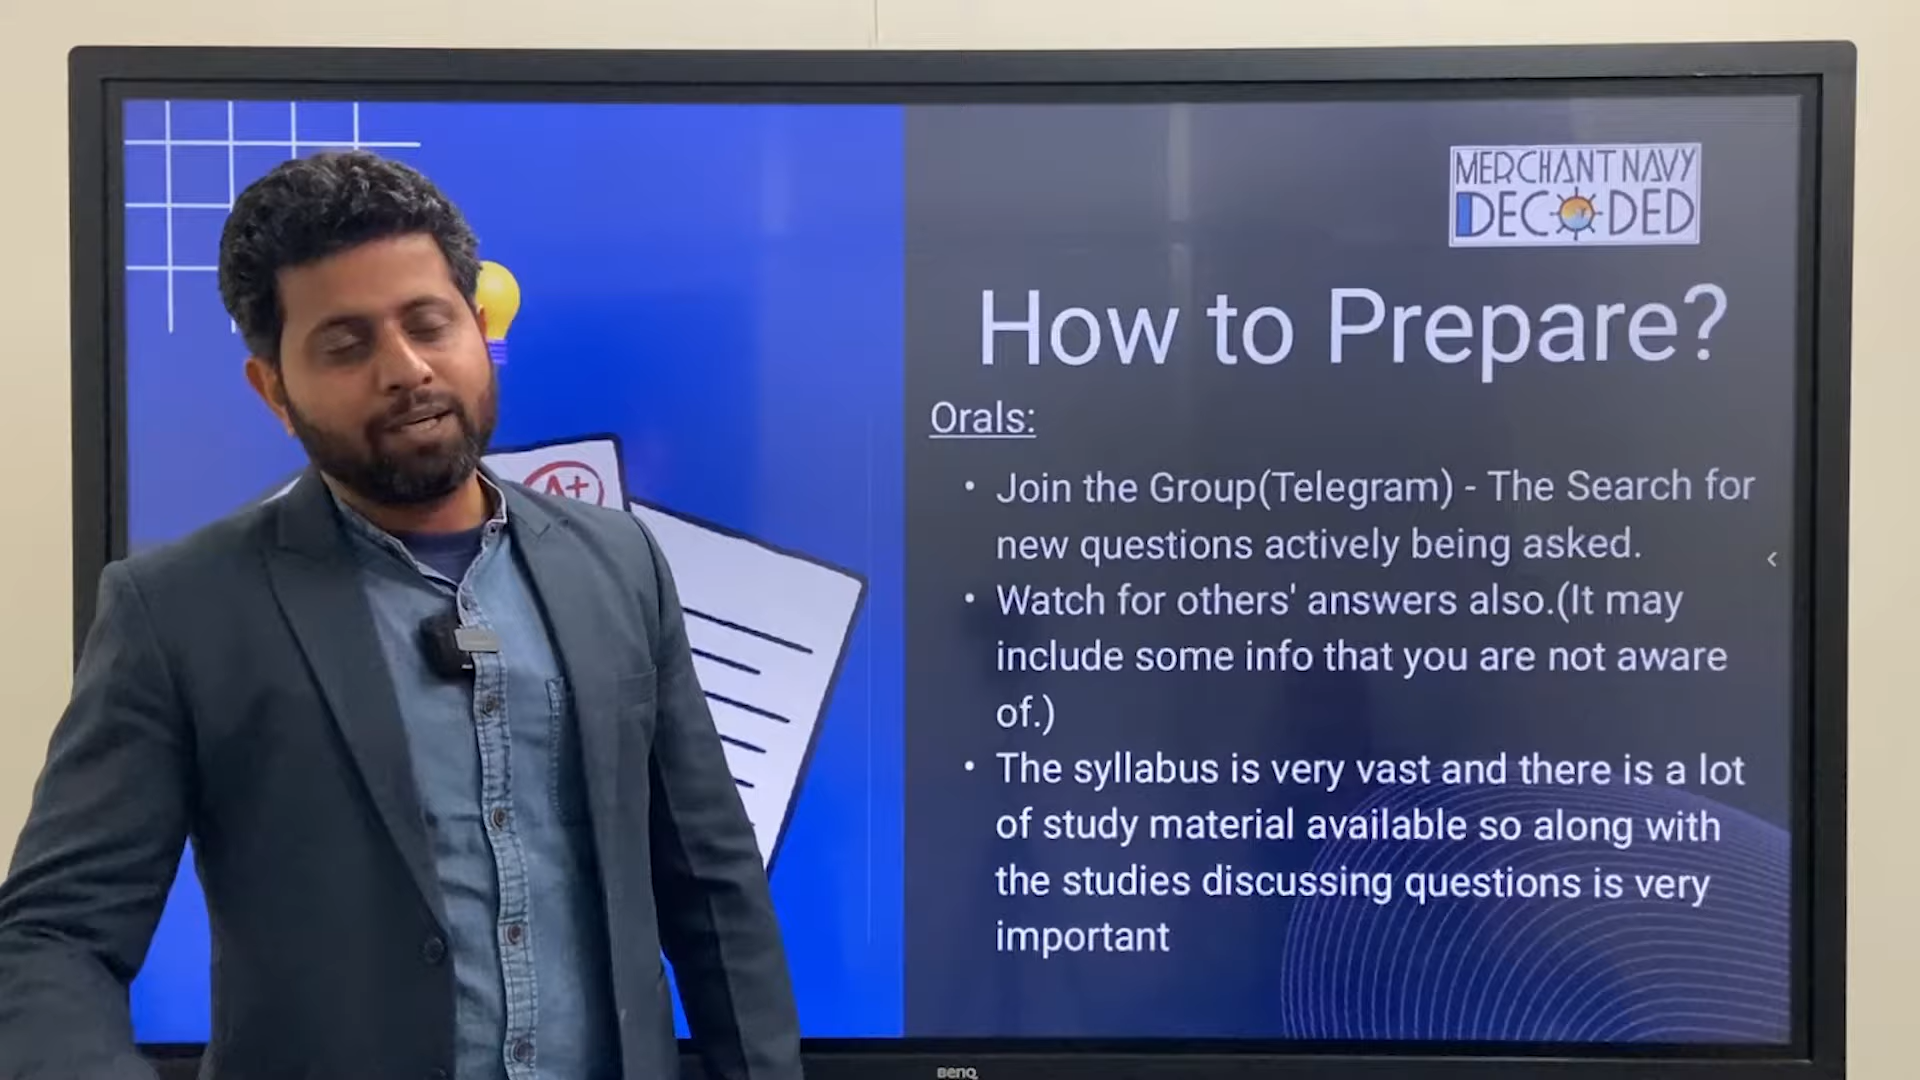 MERCHANT NAVY
DECODED
How to Prepare?
Orals:
• Join the Group(Telegram) - The Search for
new questions actively being asked.
• Watch for others' answers also.(It may
include some info that you are not aware
of.)
• The syllabus is very vast and there is a lot
of study material available so along with
the studies discussing questions is very
important
A+
BenQ